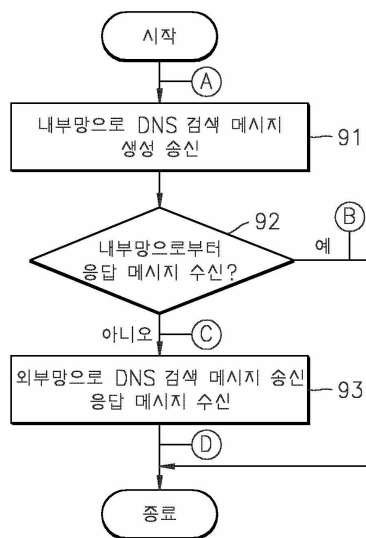 시작
A
내부망으로 DNS 검색 메시지
생성 송신
91
92
내부망으로부터
응답 메시지 수신?
예
B
아니오
C
외부망으로 DNS 검색 메시지 송신
응답 메시지 수신
93
D
종료